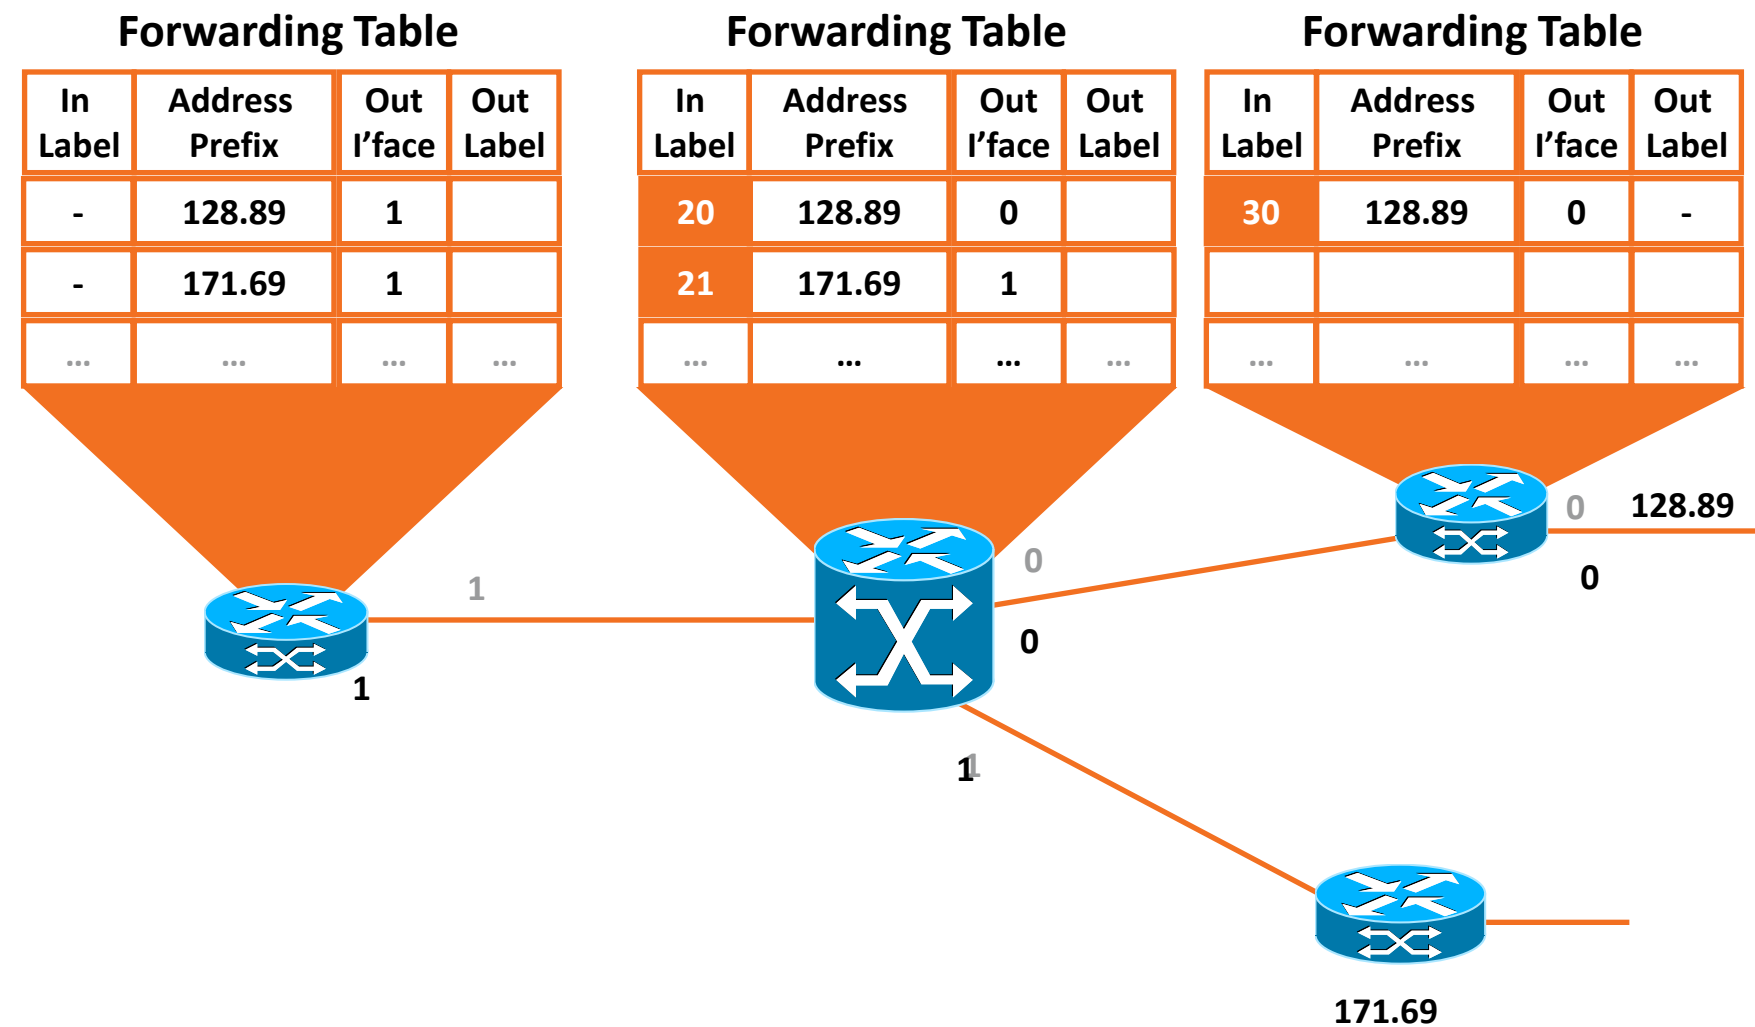 Forwarding Table Forwarding Table Forwarding Table
In Address Out Out In Address Out Out In Address Out Out
Label Prefix I’face Label Label Prefix I’face Label Label Prefix I’face Label
- 128.89 1 20 128.89 0 30 128.89 0 -
- 171.69 1 21 171.69 1
... ... ... ... ... ... ... ... ... ... ... ...
0 128.89
0
1
0
0
1
1
1
171.69